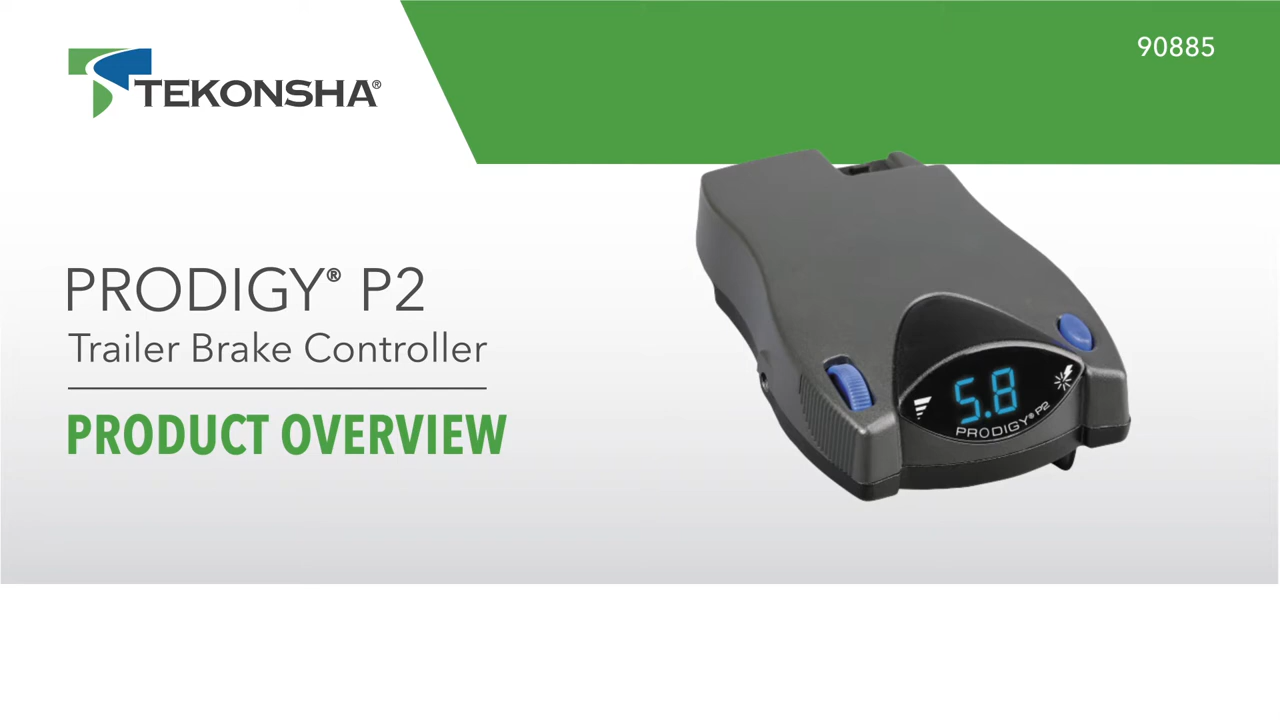 TEKONSHA®
90885
PRODIGY® P2
Trailer Brake Controller
PRODUCT OVERVIEW
5.8
PRODIGY® P2